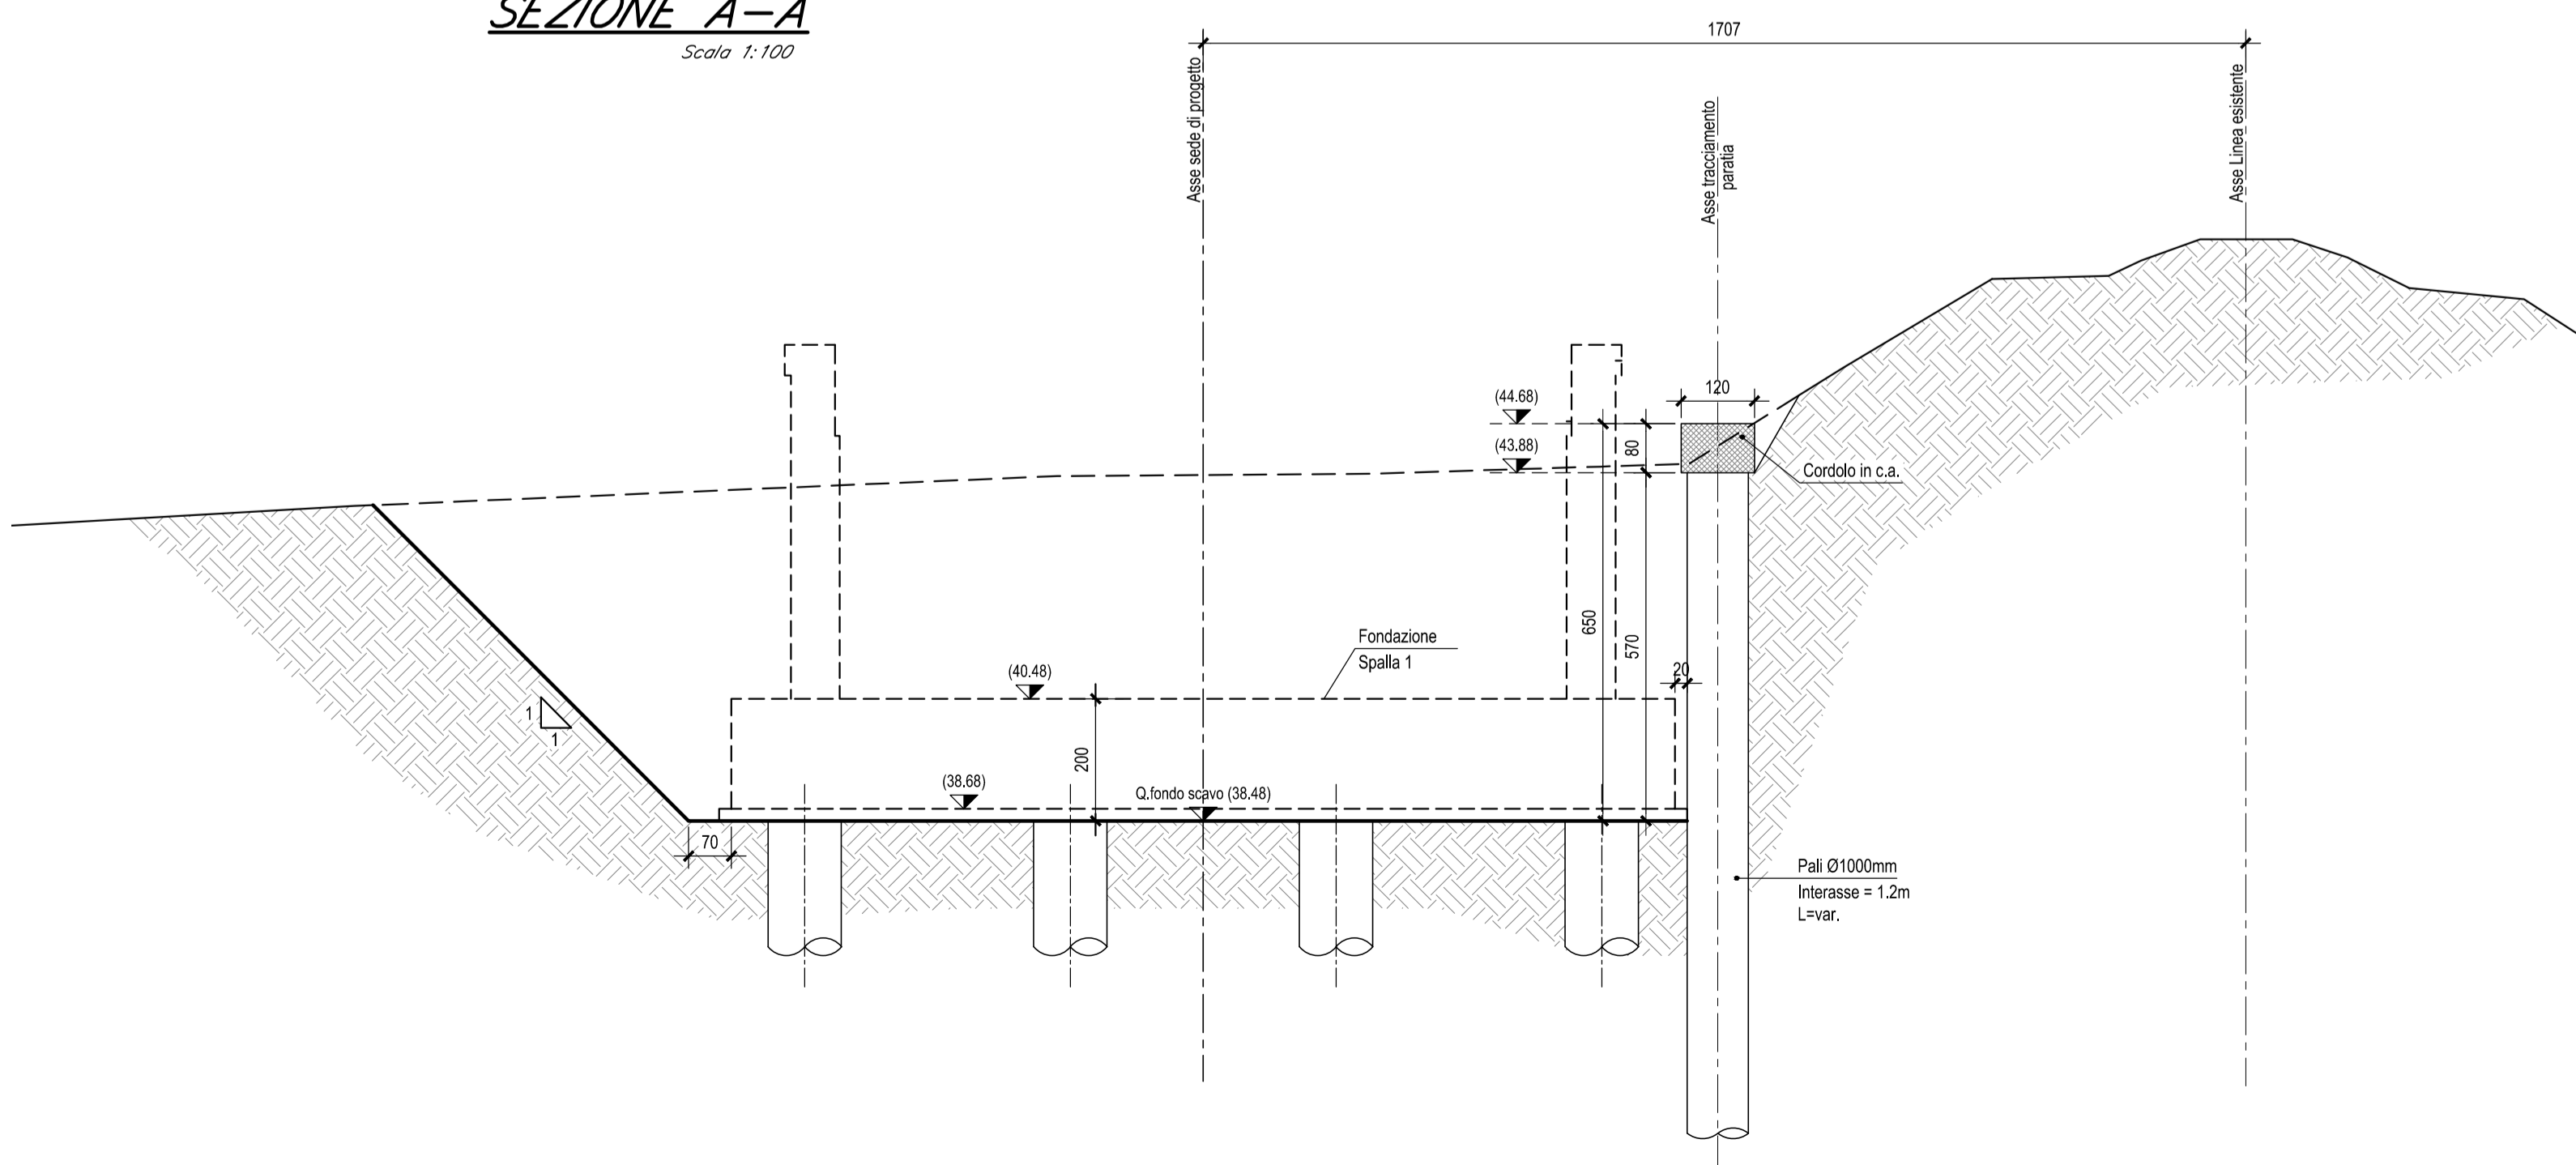 SEZIONE A-A
Scala 1:100
1707
Asse sede di progetto
Asse tracciamento
paratia
Asse Linea esistente
120
(44.68)
(43.88)
80
Cordolo in c.a.
650
570
Fondazione
Spalla 1
20
(40.48)
1
1
200
(38.68)
Q.fondo scavo (38.48)
70
Pali Ø1000mm
Interasse = 1.2m
L=var.